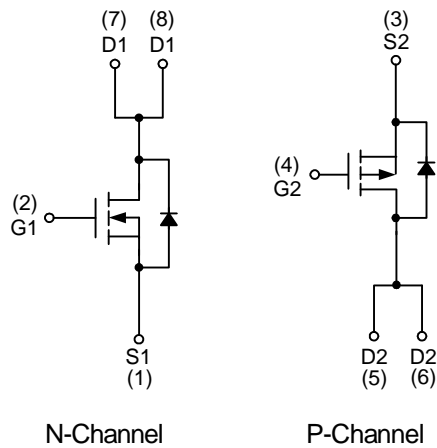 (7) (8)
D1 D1
(2)
G1
S1
(1)
N-Channel
(3)
S2
(4)
G2
D2 D2
(5) (6)
P-Channel